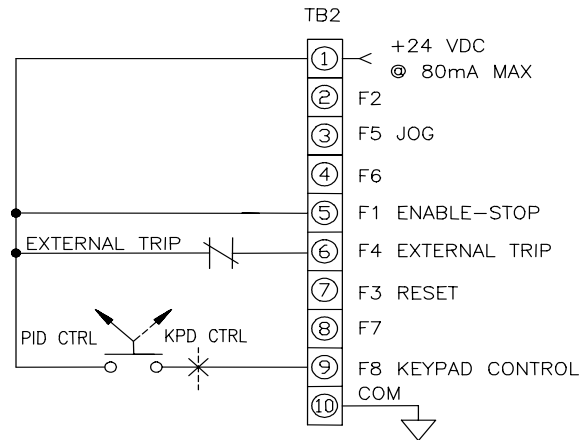 TB2
1 +24 VDC
@ 80mA MAX
2 F2
3 F5 JOG
4 F6
5 F1 ENABLE-STOP
EXTERNAL TRIP 6 F4 EXTERNAL TRIP
7 F3 RESET
8 F7
PID CTRL KPD CTRL
9 F8 KEYPAD CONTROL
10 COM